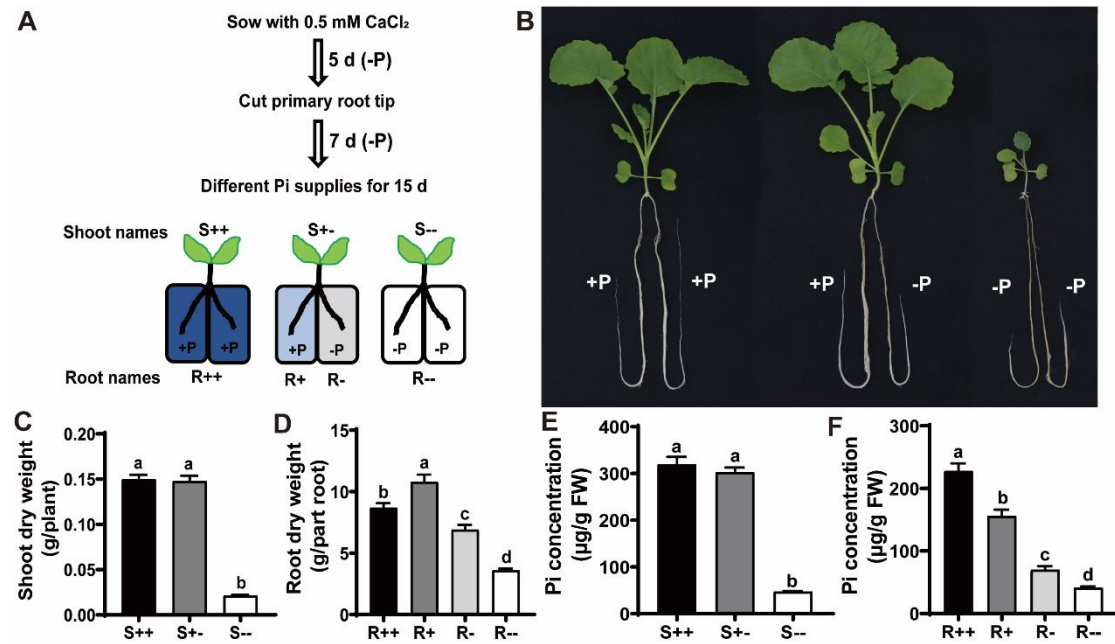 A
Sow with 0.5 mM CaCl₂
5 d (-P)
Cut primary root tip
7 d (-P)
Different Pi supplies for 15 d
Shoot names S++ S+- S--
+P +P +P -P -P -P
Root names R++ R+ R- R--
B
+P +P +P -P -P -P
C
Shoot dry weight
(g/plant)
0.20
0.15
0.10
0.05
0.00
a a b
S++ S+- S--
D
Root dry weight
(g/part root)
15
10
5
0
b a c d
R++ R+ R- R--
E
Pi concentration
(µg/g FW)
400
300
200
100
0
a a b
S++ S+- S--
F
Pi concentration
(µg/g FW)
300
200
100
0
a b c d
R++ R+ R- R--